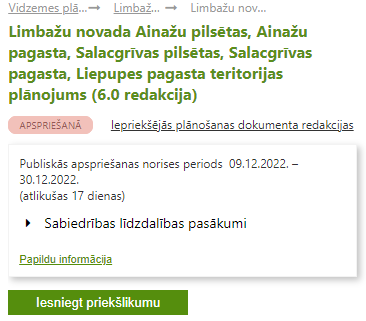 Vidzemes plā... → Limbaž... → Limbažu nov...
Limbažu novada Ainažu pilsētas, Ainažu
pagasta, Salacgrīvas pilsētas, Salacgrīvas
pagasta, Liepupes pagasta teritorijas
plānojums (6.0 redakcija)
APSPRIEŠANĀ Iepriekšējās plānošanas dokumenta redakcijas
Publiskās apspriešanas norises periods 09.12.2022. –
30.12.2022.
(atlikušas 17 dienas)
Sabiedrības līdzdalības pasākumi
Papildu informācija
Iesniegt priekšlikumu